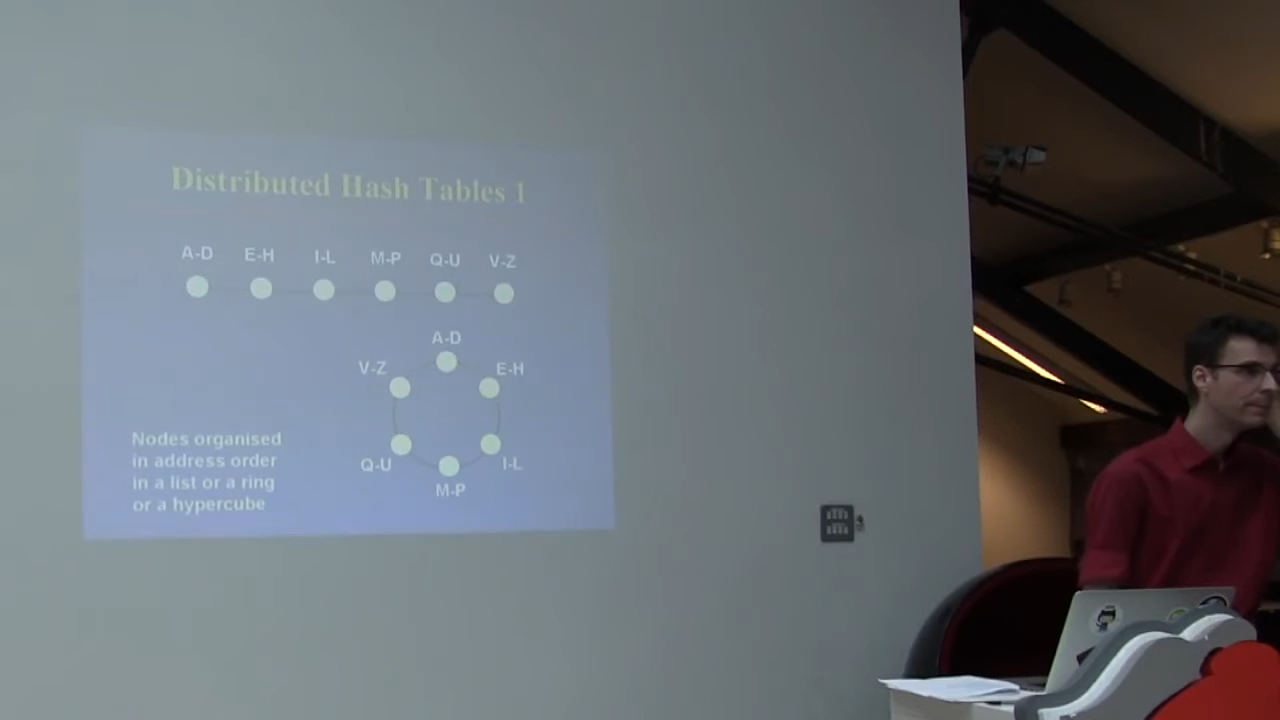 Distributed Hash Tables 1
A-D E-H I-L M-P Q-U V-Z
A-D
V-Z E-H
Q-U I-L
M-P
Nodes organised
in address order
in a list or a ring
or a hypercube